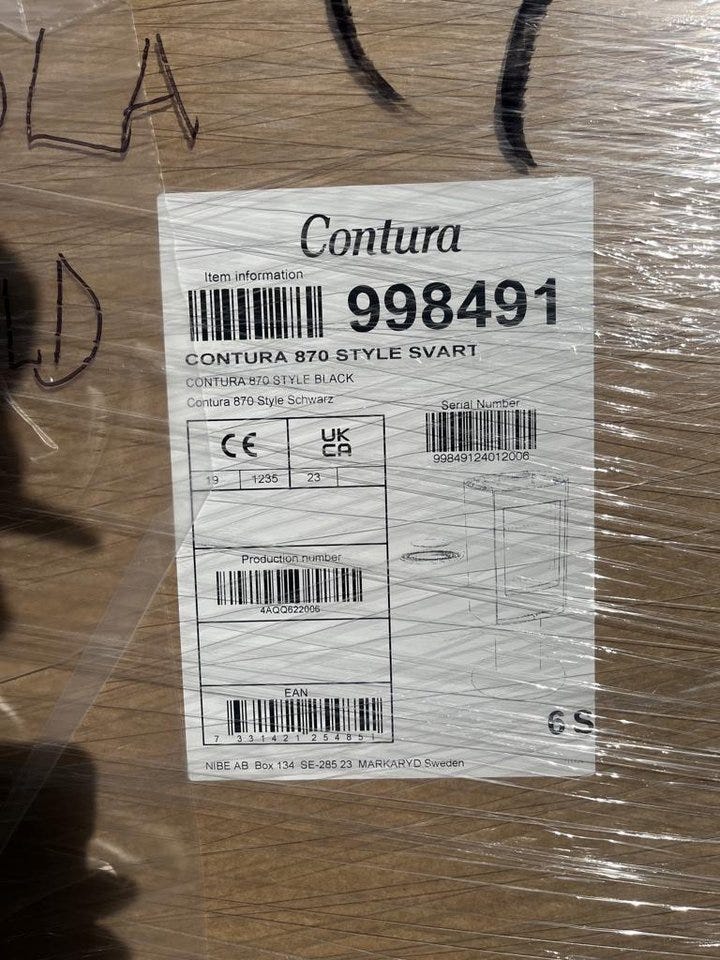 LA
D
Contura
Item information
998491
CONTURA 870 STYLE SVART
CONTURA 870 STYLE BLACK
Contura 870 Style Schwarz
CE
UK
CA
19 1235 23
Serial Number
99849124012006
Production number
4AQQ622006
EAN
7 331421 254851
6 S
NIBE AB Box 134 SE-285 23 MARKARYD Sweden